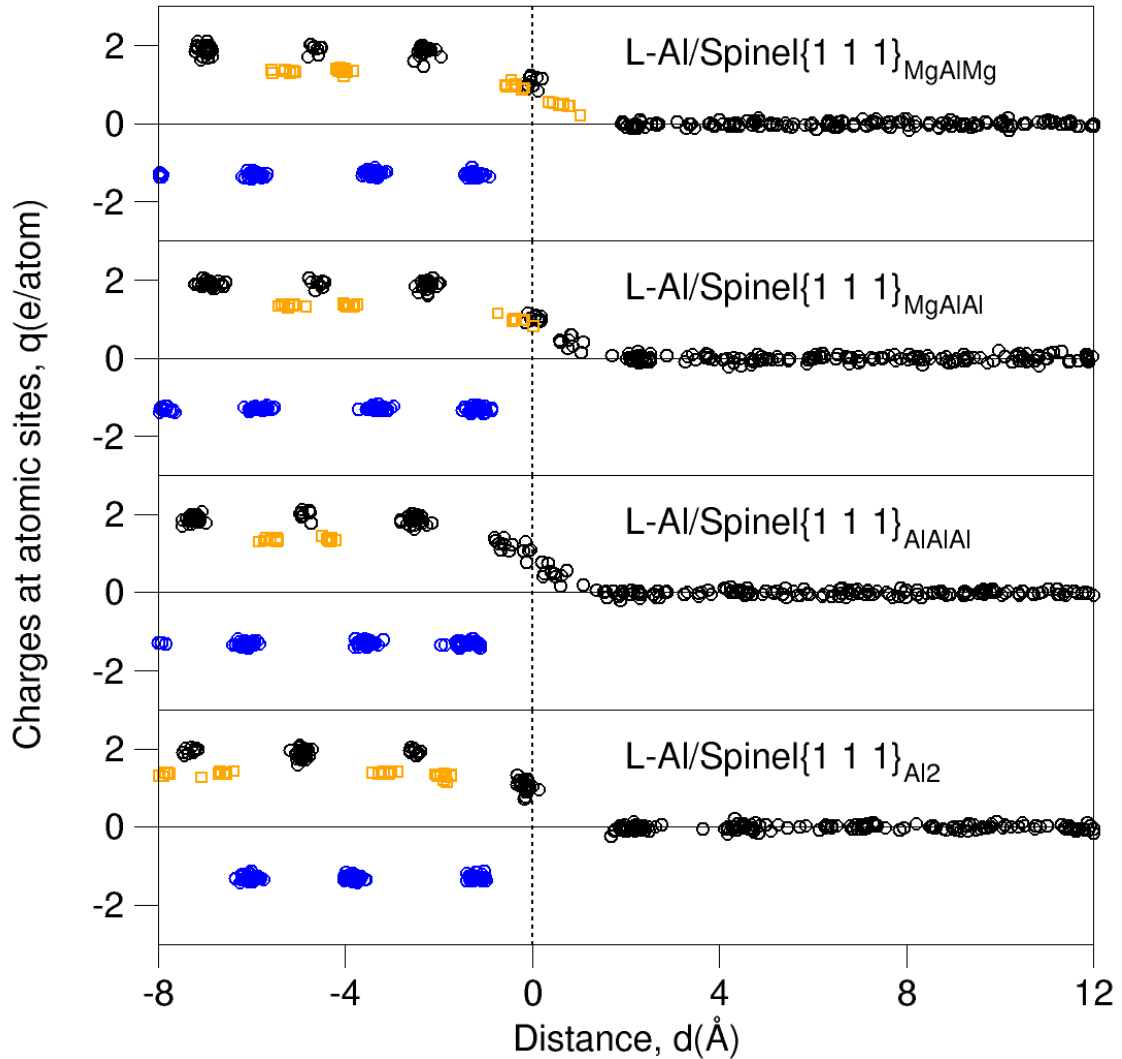 Charges at atomic sites, q(e/atom)
2
0
-2
L-Al/Spinel{1 1 1}MgAlMg
2
0
-2
L-Al/Spinel{1 1 1}MgAlAl
2
0
-2
L-Al/Spinel{1 1 1}AlAlAl
2
0
-2
L-Al/Spinel{1 1 1}Al2
-8 -4 0 4 8 12
Distance, d(Å)